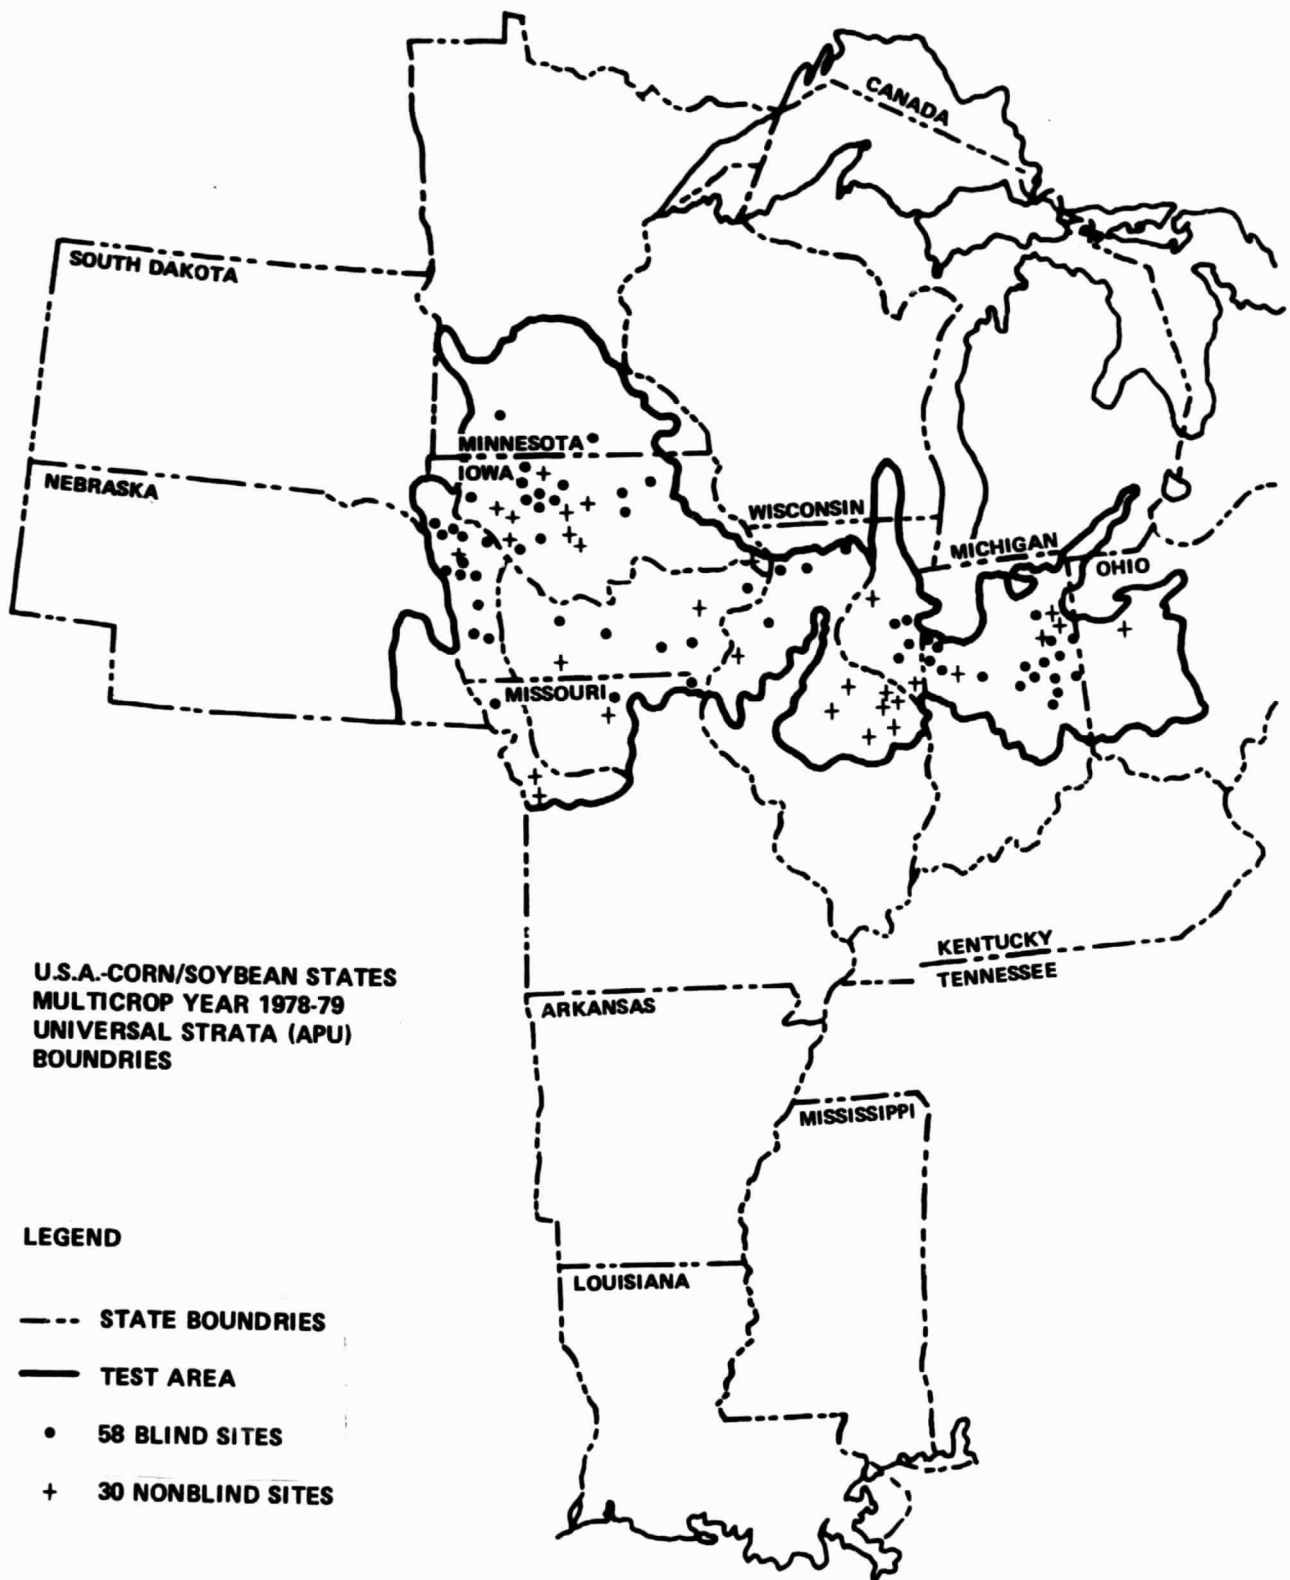 CANADA
SOUTH DAKOTA
MINNESOTA
IOWA
NEBRASKA
WISCONSIN
MICHIGAN
OHIO
MISSOURI
KENTUCKY
TENNESSEE
U.S.A.-CORN/SOYBEAN STATES
MULTICROP YEAR 1978-79
UNIVERSAL STRATA (APU)
BOUNDRIES
ARKANSAS
MISSISSIPPI
LOUISIANA
LEGEND
STATE BOUNDRIES
TEST AREA
58 BLIND SITES
30 NONBLIND SITES